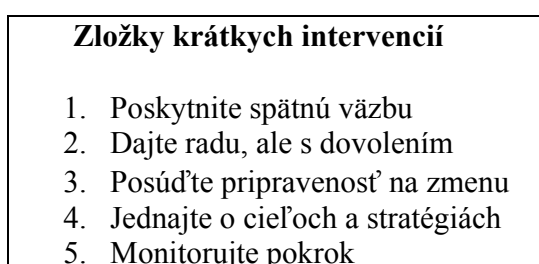 Zložky krátkych intervencií
1. Poskytnite spätnú väzbu
2. Dajte radu, ale s dovolením
3. Posúďte pripravenosť na zmenu
4. Jednajte o cieľoch a stratégiách
5. Monitorujte pokrok